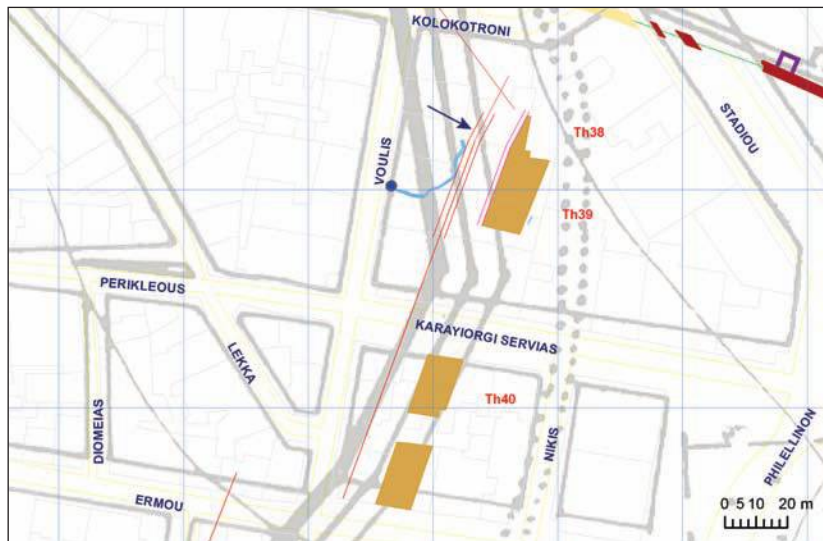 KOLOKOTRONI
STADIOU
VOULIS
Th38
Th39
PERIKLEOUS
KARAYIORGI SERVIAS
LEKKA
Th40
DIOMEIAS
NIKIS
PHILELLINON
ERMOU
0 5 10 20 m